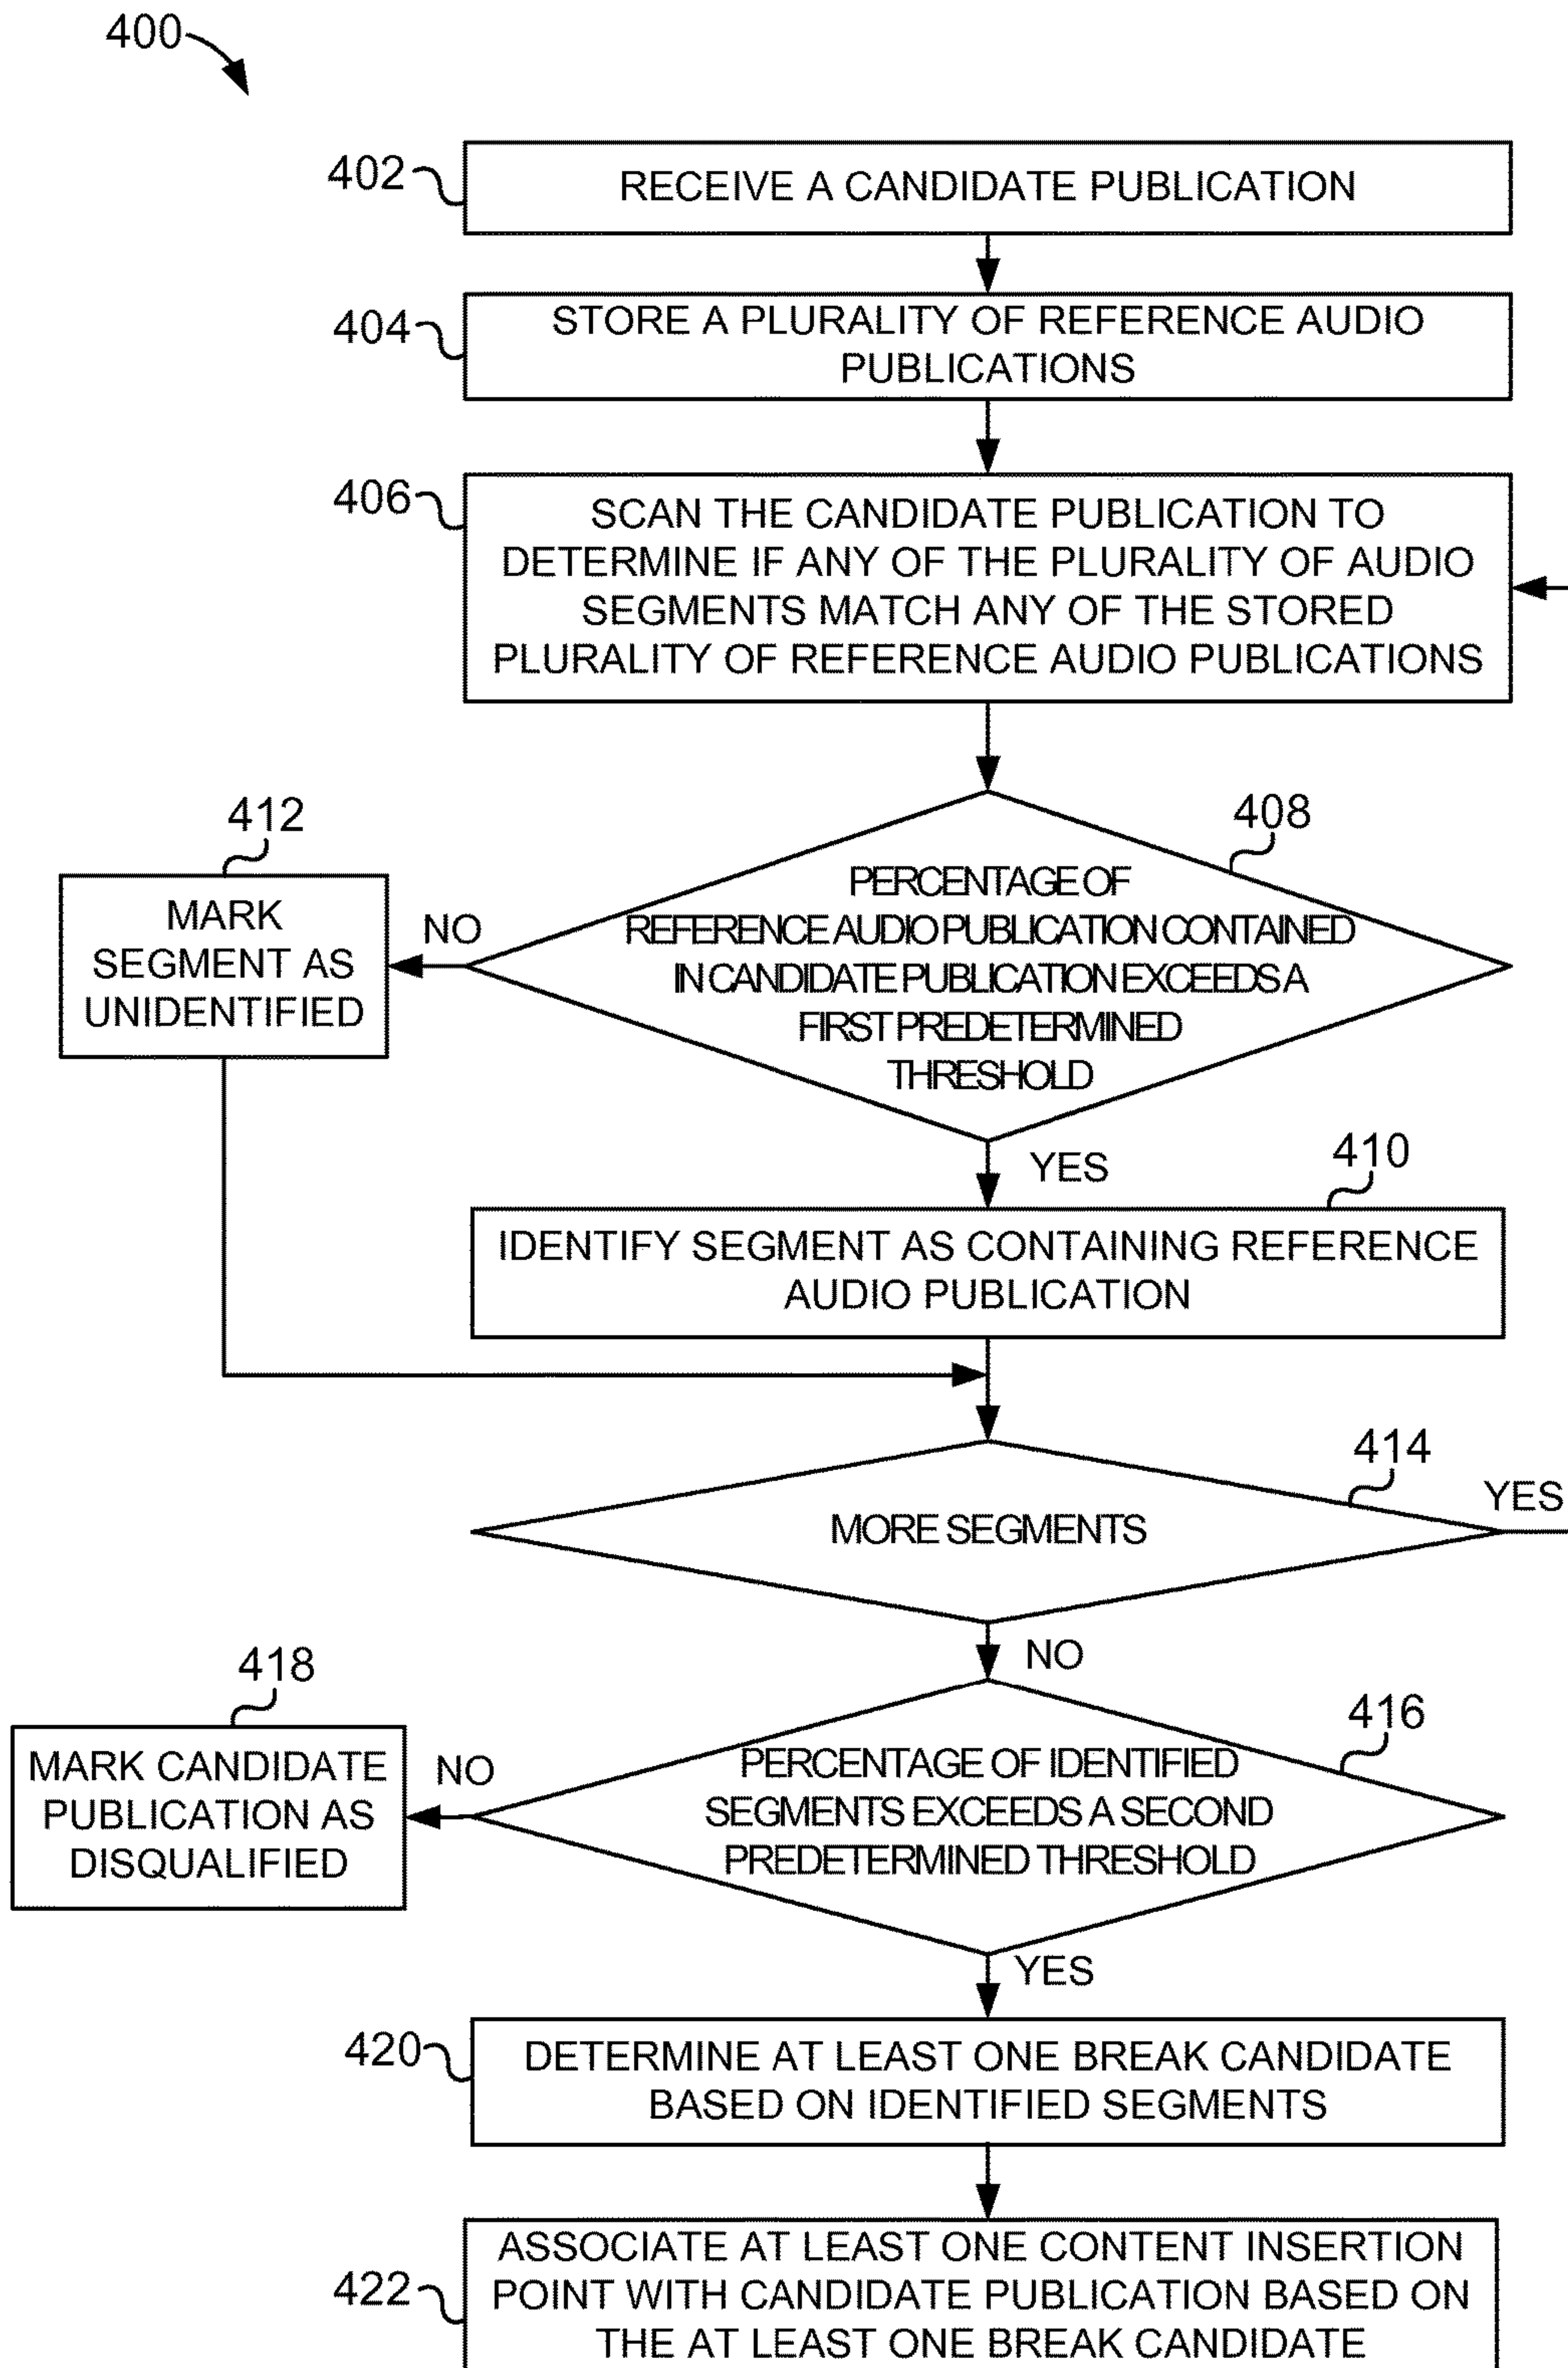 400
402
RECEIVE A CANDIDATE PUBLICATION
404
STORE A PLURALITY OF REFERENCE AUDIO
PUBLICATIONS
406
SCAN THE CANDIDATE PUBLICATION TO
DETERMINE IF ANY OF THE PLURALITY OF AUDIO
SEGMENTS MATCH ANY OF THE STORED
PLURALITY OF REFERENCE AUDIO PUBLICATIONS
408
PERCENTAGE OF
REFERENCE AUDIO PUBLICATION CONTAINED
IN CANDIDATE PUBLICATION EXCEEDS A
FIRST PREDETERMINED
THRESHOLD
NO
412
MARK
SEGMENT AS
UNIDENTIFIED
YES
410
IDENTIFY SEGMENT AS CONTAINING REFERENCE
AUDIO PUBLICATION
414
MORE SEGMENTS
YES
NO
416
PERCENTAGE OF IDENTIFIED
SEGMENTS EXCEEDS A SECOND
PREDETERMINED THRESHOLD
NO
418
MARK CANDIDATE
PUBLICATION AS
DISQUALIFIED
YES
420
DETERMINE AT LEAST ONE BREAK CANDIDATE
BASED ON IDENTIFIED SEGMENTS
422
ASSOCIATE AT LEAST ONE CONTENT INSERTION
POINT WITH CANDIDATE PUBLICATION BASED ON
THE AT LEAST ONE BREAK CANDIDATE